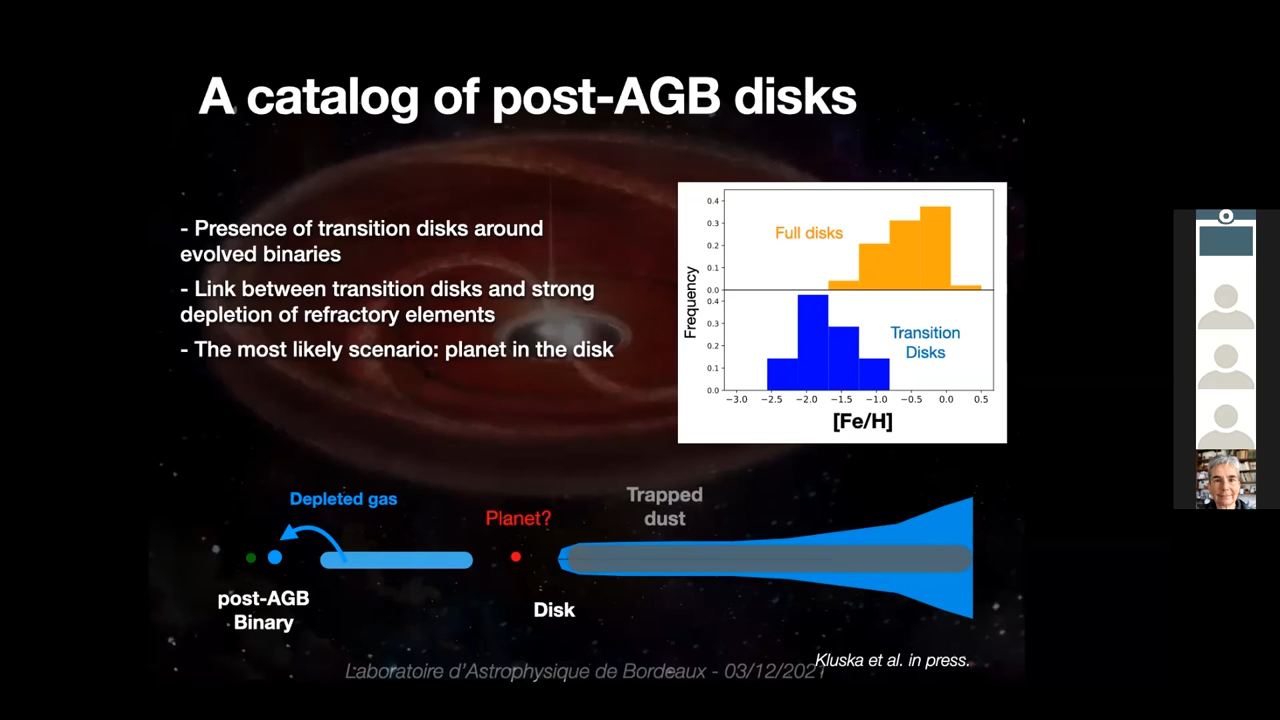 A catalog of post-AGB disks
- Presence of transition disks around
evolved binaries
- Link between transition disks and strong
depletion of refractory elements
- The most likely scenario: planet in the disk
Frequency
0.4
0.3
0.2
0.1
0.0
Full disks
0.4
0.3
0.2
0.1
0.0
Transition
Disks
−3.0 −2.5 −2.0 −1.5 −1.0 −0.5 0.0 0.5
[Fe/H]
Depleted gas
Planet?
Trapped
dust
post-AGB
Binary
Disk
Kluska et al. in press.
Laboratoire d'Astrophysique de Bordeaux - 03/12/2021